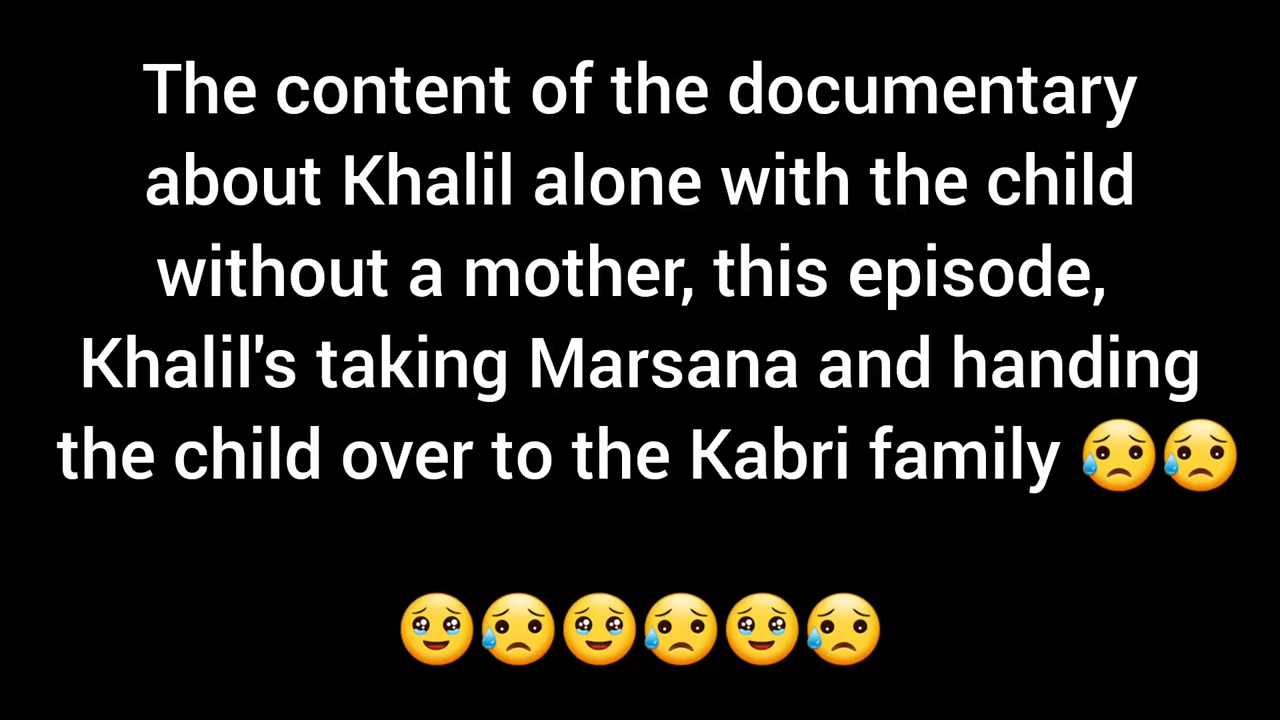 The content of the documentary
about Khalil alone with the child
without a mother, this episode,
Khalil's taking Marsana and handing
the child over to the Kabri family 😥😥
🥹😥🥹😥🥹😥